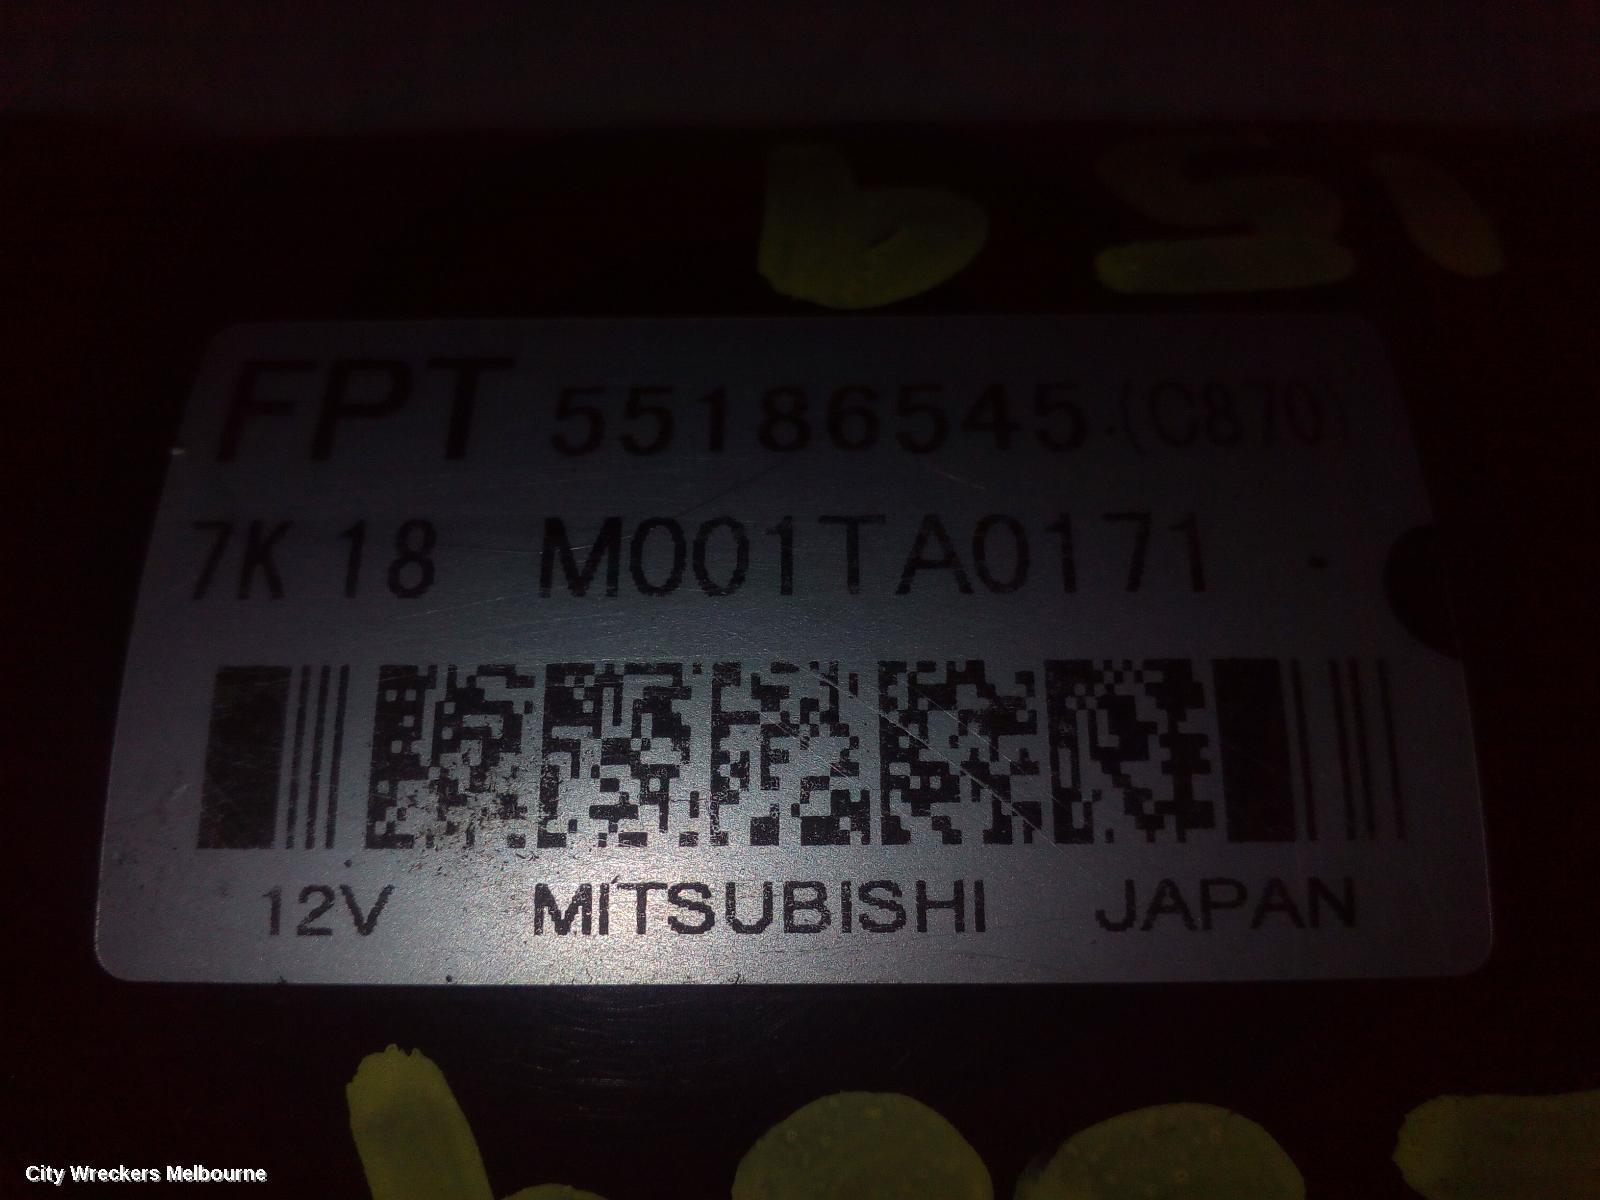 FPT 55186545 (C870)
7K 18 M001TA0171
12V MITSUBISHI JAPAN
City Wreckers Melbourne